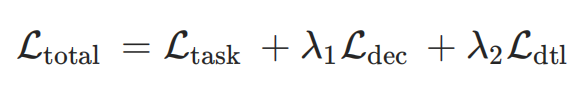 ℒ_total = ℒ_task + λ₁ℒ_dec + λ₂ℒ_dtl